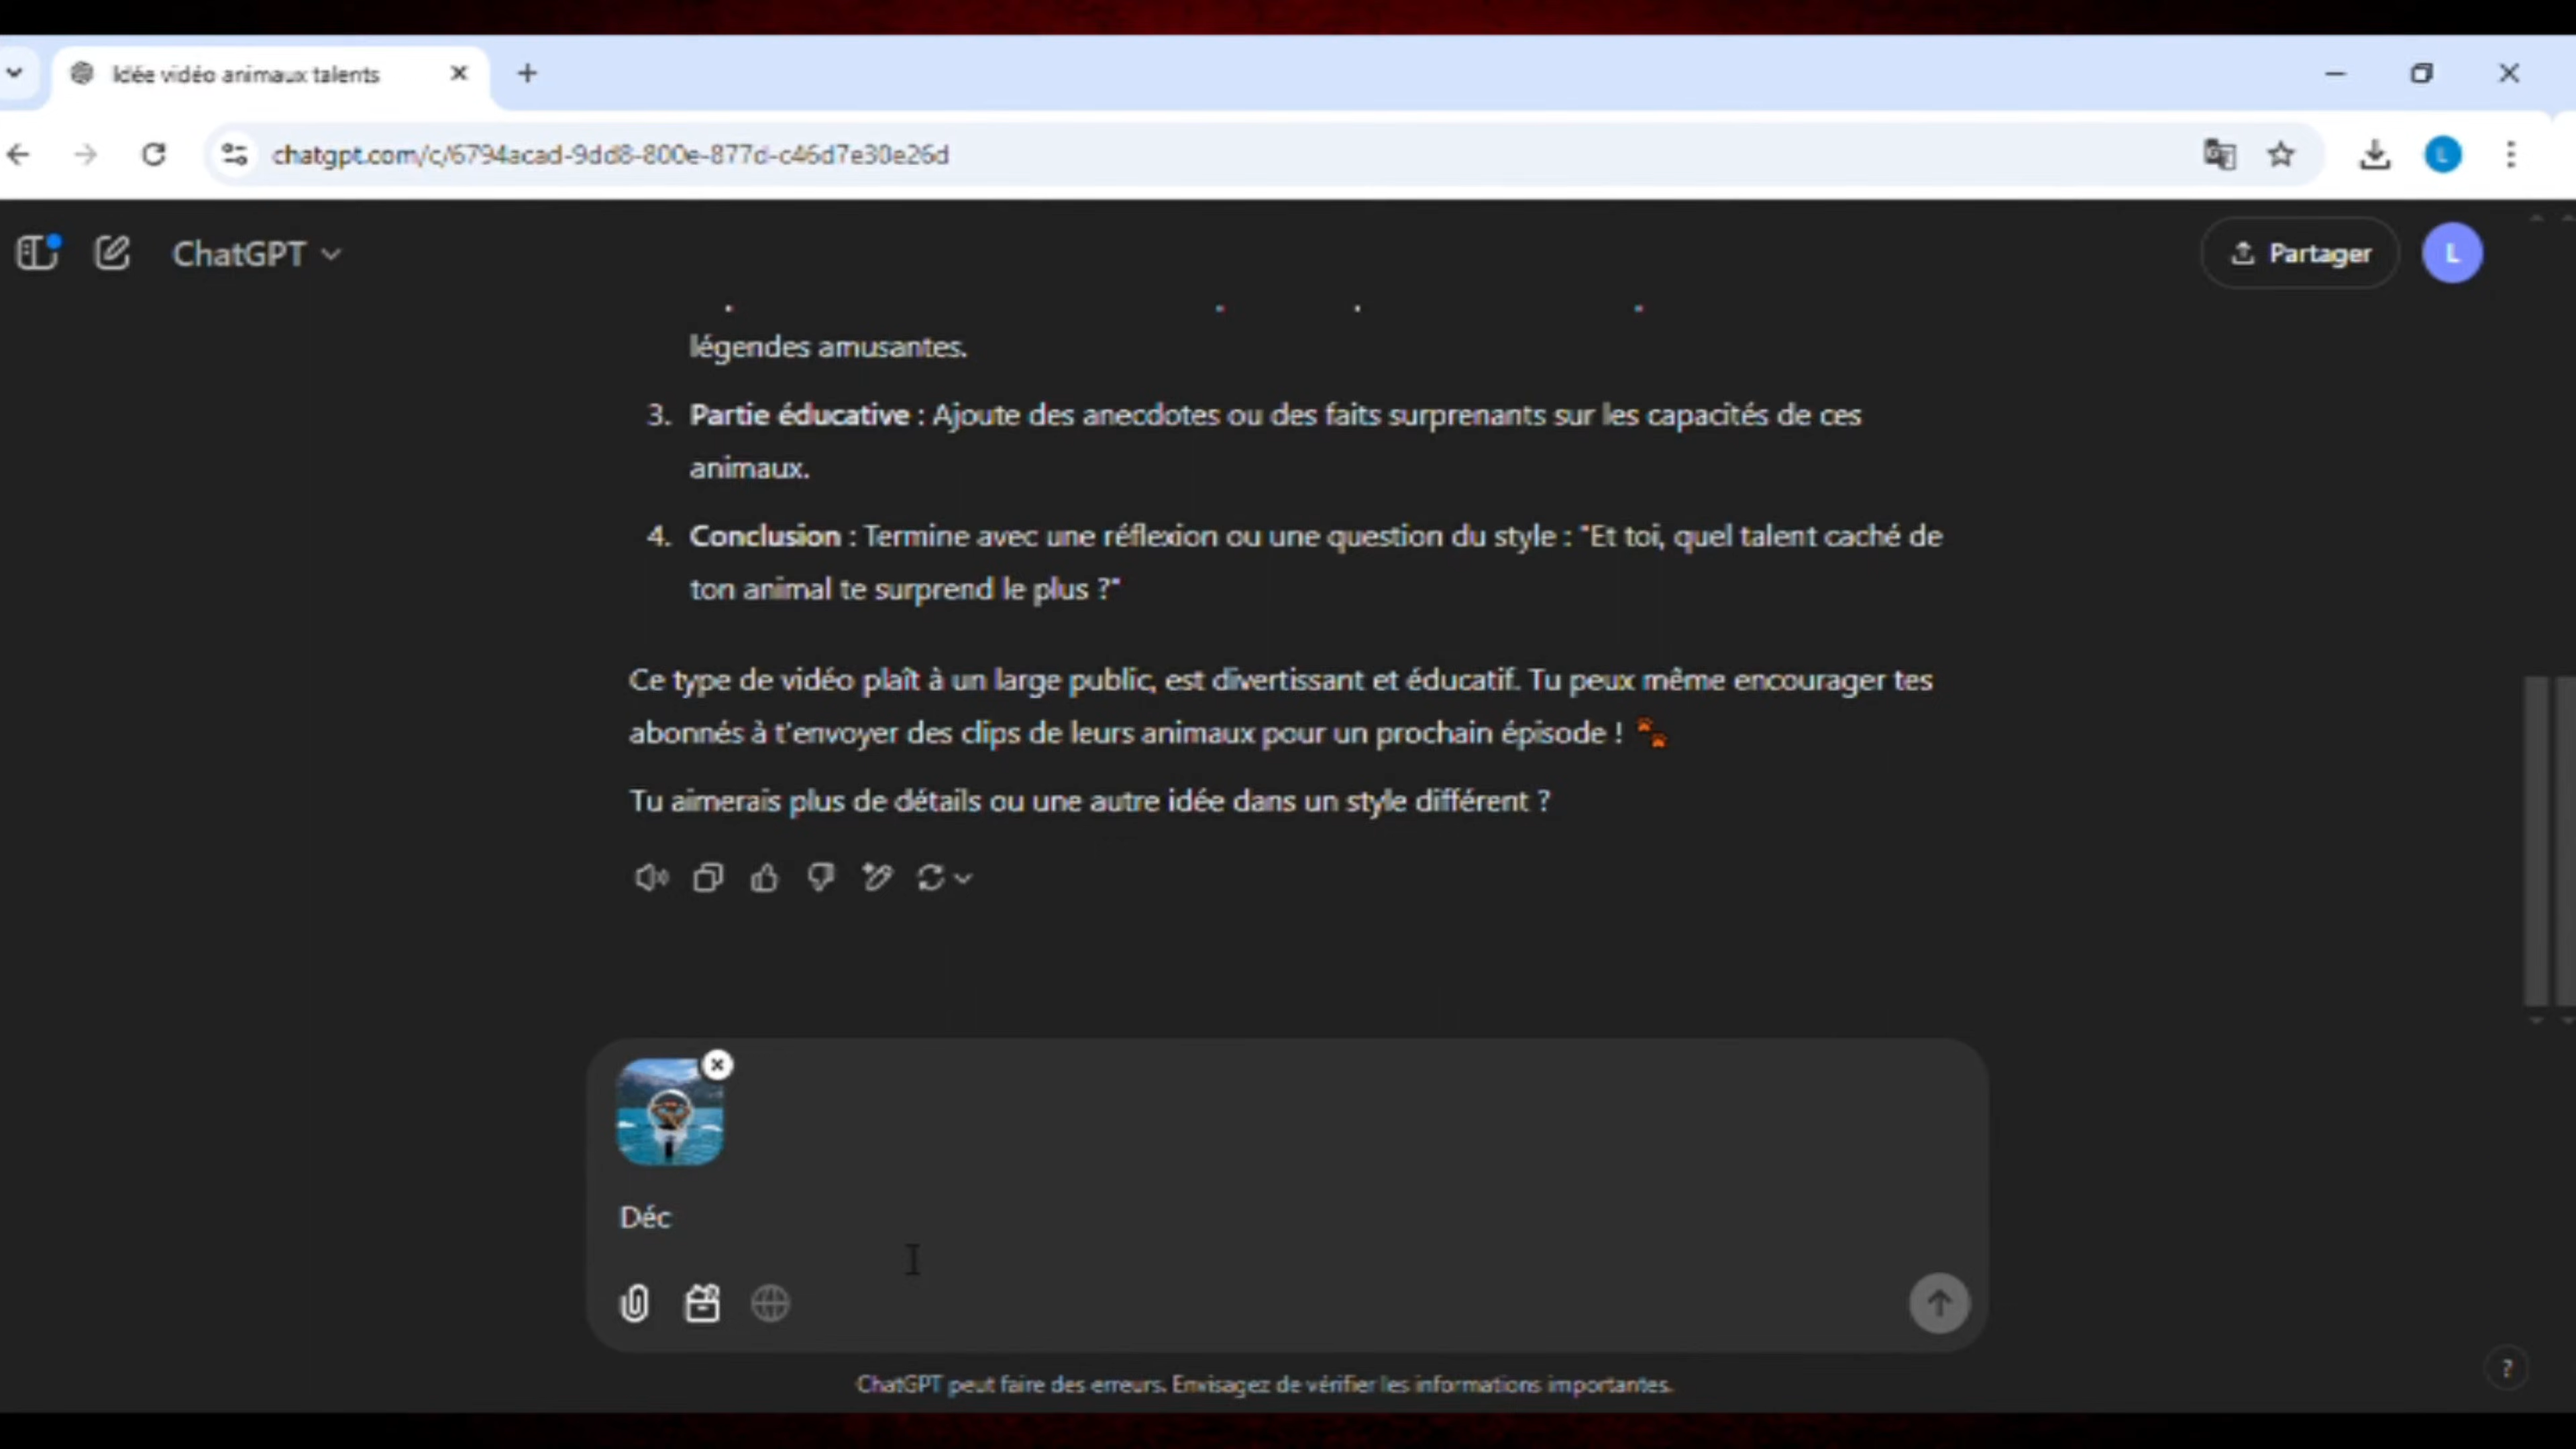 Idée vidéo animaux talents
chatgpt.com/c/6794acad-9dd8-800e-877d-c46d7e30e26d
L
ChatGPT
Partager
L
légendes amusantes.
3. Partie éducative : Ajoute des anecdotes ou des faits surprenants sur les capacités de ces
animaux.
4. Conclusion : Termine avec une réflexion ou une question du style : "Et toi, quel talent caché de
ton animal te surprend le plus ?"
Ce type de vidéo plaît à un large public, est divertissant et éducatif. Tu peux même encourager tes
abonnés à t'envoyer des clips de leurs animaux pour un prochain épisode !
Tu aimerais plus de détails ou une autre idée dans un style différent ?
Déc
ChatGPT peut faire des erreurs. Envisagez de vérifier les informations importantes.
?